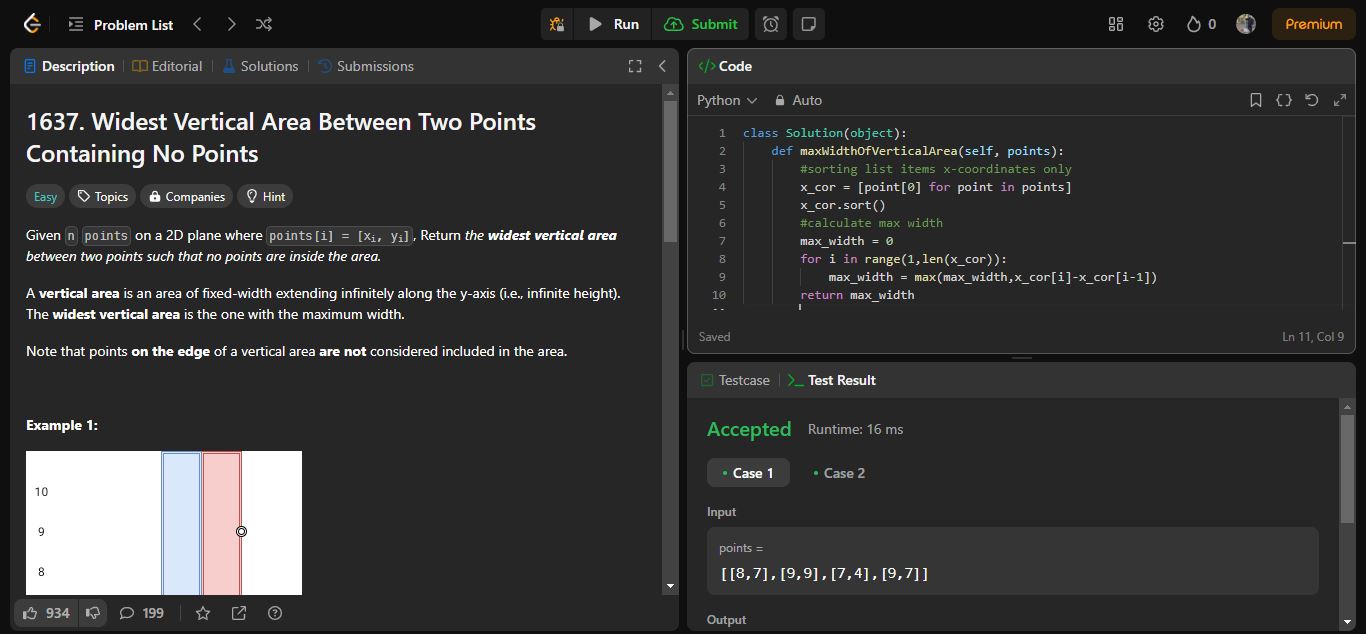 Problem List
Run
Submit
0
Premium
Description
Editorial
Solutions
Submissions
1637. Widest Vertical Area Between Two Points
Containing No Points
Easy
Topics
Companies
Hint
Given n points on a 2D plane where points[i] = [xi, yi], Return the widest vertical area
between two points such that no points are inside the area.
A vertical area is an area of fixed-width extending infinitely along the y-axis (i.e., infinite height).
The widest vertical area is the one with the maximum width.
Note that points on the edge of a vertical area are not considered included in the area.
Example 1:
10
9
8
934
199
</> Code
Python
Auto
1 class Solution(object):
2 def maxWidthOfVerticalArea(self, points):
3 #sorting list items x-coordinates only
4 x_cor = [point[0] for point in points]
5 x_cor.sort()
6 #calculate max width
7 max_width = 0
8 for i in range(1,len(x_cor)):
9 max_width = max(max_width,x_cor[i]-x_cor[i-1])
10 return max_width
Saved
Ln 11, Col 9
Testcase
>_ Test Result
Accepted
Runtime: 16 ms
• Case 1
• Case 2
Input
points =
[[8,7],[9,9],[7,4],[9,7]]
Output